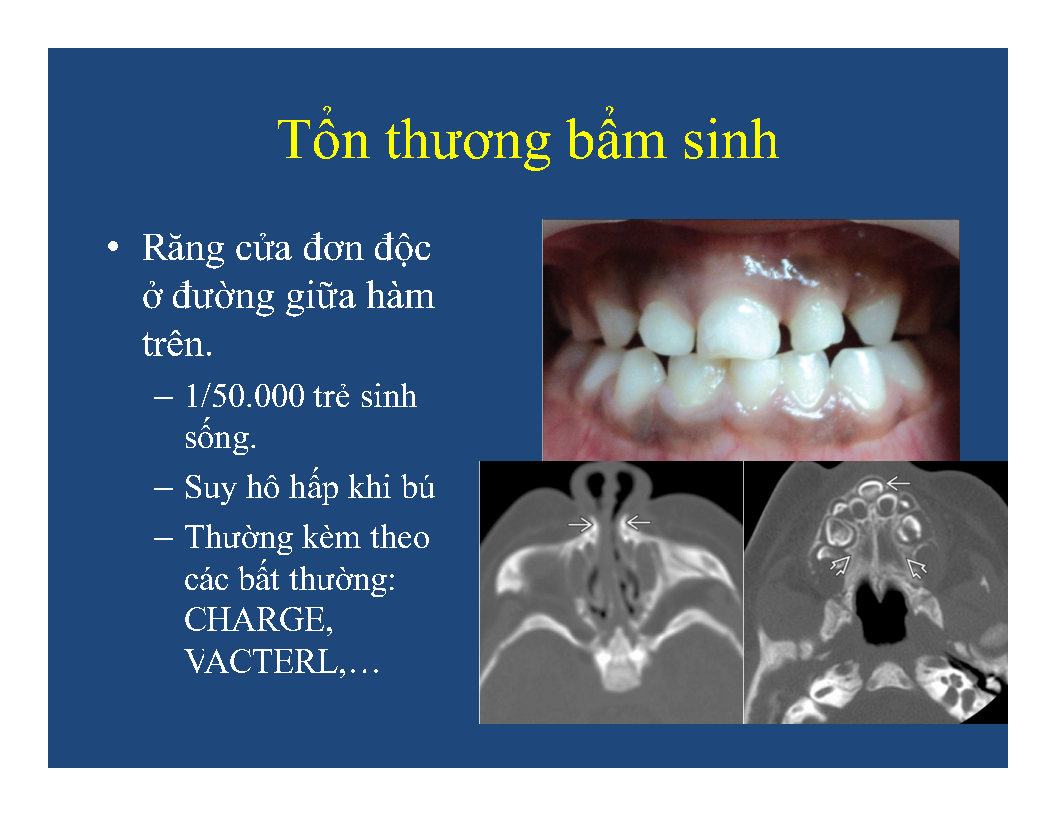 Tổn thương bẩm sinh
• Răng cửa đơn độc
ở đường giữa hàm
trên.
– 1/50.000 trẻ sinh
sống.
– Suy hô hấp khi bú
– Thường kèm theo
các bất thường:
CHARGE,
VACTERL,…